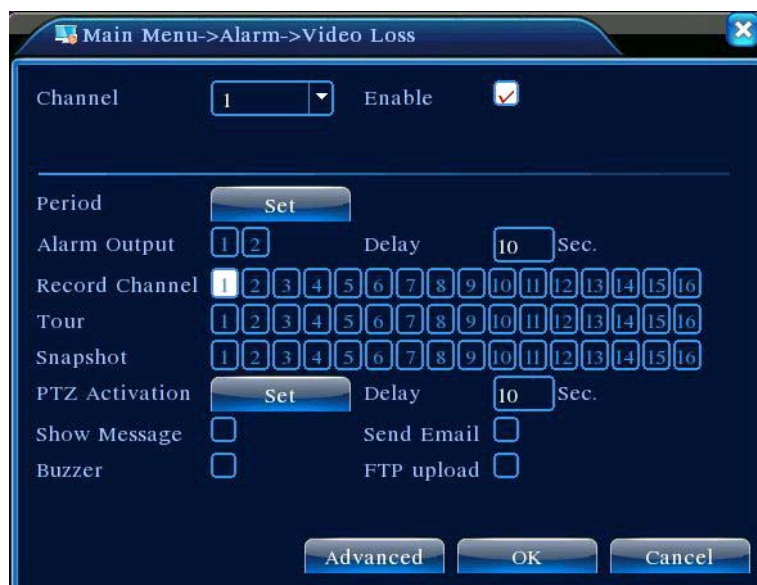 Main Menu->Alarm->Video Loss
Channel 1 Enable
Period Set
Alarm Output 1 2 Delay 10 Sec.
Record Channel 1 2 3 4 5 6 7 8 9 10 11 12 13 14 15 16
Tour 1 2 3 4 5 6 7 8 9 10 11 12 13 14 15 16
Snapshot 1 2 3 4 5 6 7 8 9 10 11 12 13 14 15 16
PTZ Activation Set Delay 10 Sec.
Show Message Send Email
Buzzer FTP upload
Advanced OK Cancel